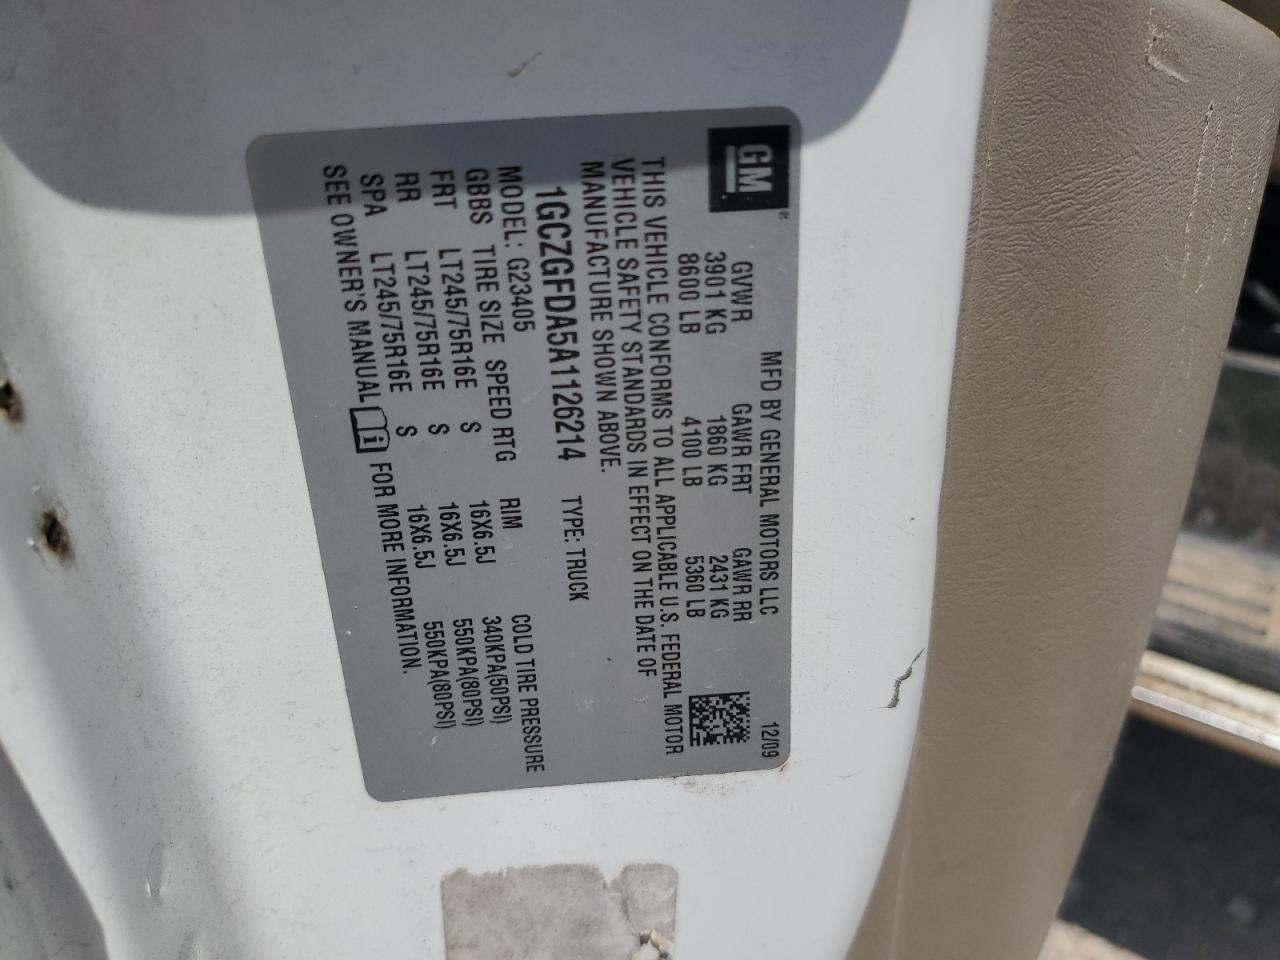 GM®
MFD BY GENERAL MOTORS LLC 12/09
GVWR GAWR FRT GAWR RR
3901 KG 1860 KG 2431 KG
8600 LB 4100 LB 5360 LB
THIS VEHICLE CONFORMS TO ALL APPLICABLE U.S. FEDERAL MOTOR
VEHICLE SAFETY STANDARDS IN EFFECT ON THE DATE OF
MANUFACTURE SHOWN ABOVE.
1GCZGFDA5A1126214 TYPE: TRUCK
MODEL: G23405
GBBS TIRE SIZE SPEED RTG RIM COLD TIRE PRESSURE
FRT LT245/75R16E S 16X6.5J 340KPA(50PSI)
RR LT245/75R16E S 16X6.5J 550KPA(80PSI)
SPA LT245/75R16E S 16X6.5J 550KPA(80PSI)
SEE OWNER'S MANUAL FOR MORE INFORMATION.